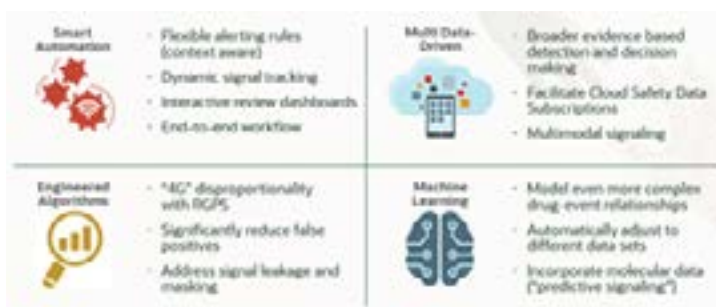 Smart
Automation
· Flexible alerting rules
(context aware)
· Dynamic signal tracking
· Interactive review dashboards
· End-to-end workflow
Multi Data-
Driven
· Broader evidence based
detection and decision
making
· Facilitate Cloud Safety Data
Subscriptions
· Multimodal signaling
Engineered
Algorithms
· "4G" disproportionality
with RGPS
· Significantly reduce false
positives
· Address signal leakage and
masking
Machine
Learning
· Model even more complex
drug-event relationships
· Automatically adjust to
different data sets
· Incorporate molecular data
("predictive signaling")